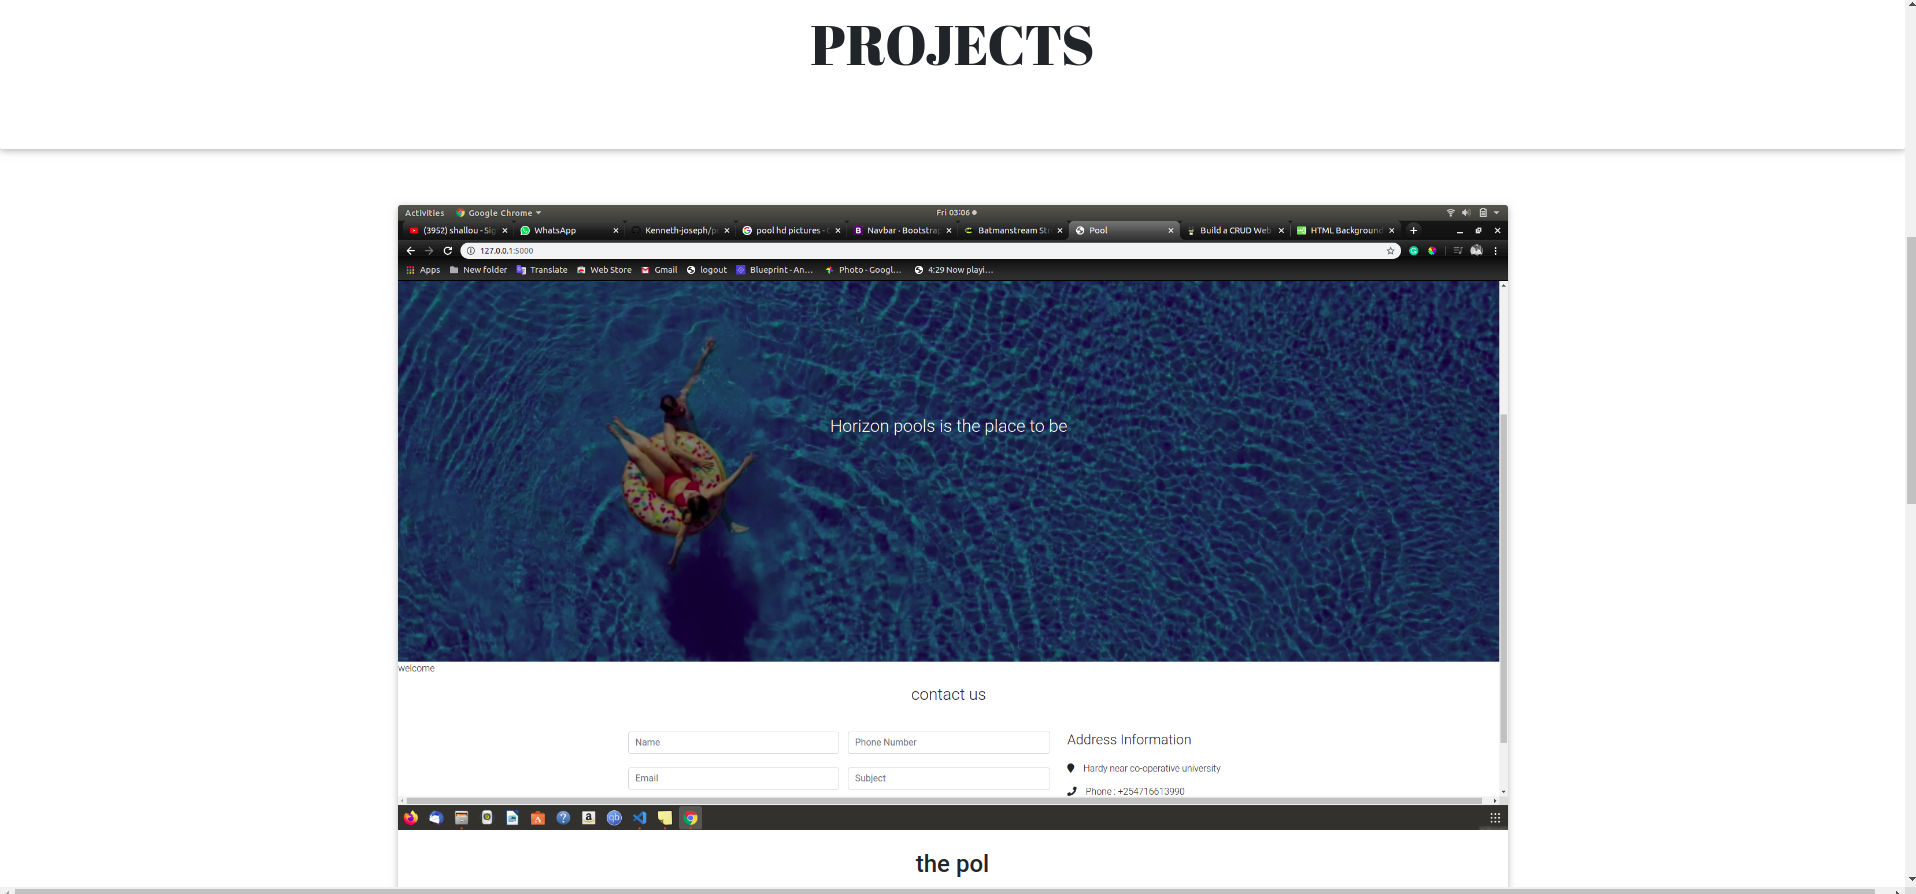 PROJECTS
Activities Google Chrome Fri 03:06
(3952) shallou - Sig WhatsApp Kenneth-joseph/pr pool hd pictures - Navbar · Bootstrap Batmanstream St Pool Build a CRUD Web HTML Background
127.0.0.1:5000
Apps New folder Translate Web Store Gmail logout Blueprint - An... Photo - Googl... 4:29 Now playi...
Horizon pools is the place to be
welcome
contact us
Name Phone Number Address Information
Hardy near co-operative university
Email Subject
Phone : +254716613990
the pol